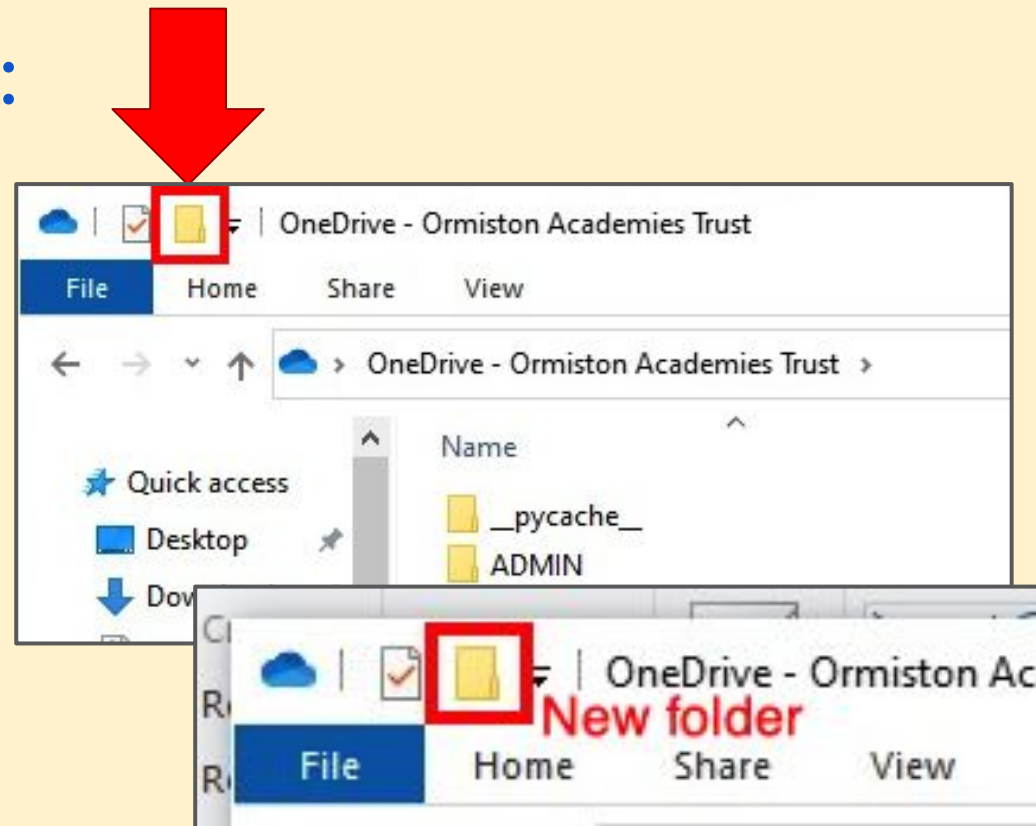 :
OneDrive - Ormiston Academies Trust
File Home Share View
OneDrive - Ormiston Academies Trust
Name
Quick access
__pycache__
Desktop
ADMIN
OneDrive - Ormiston Ac
New folder
File Home Share View